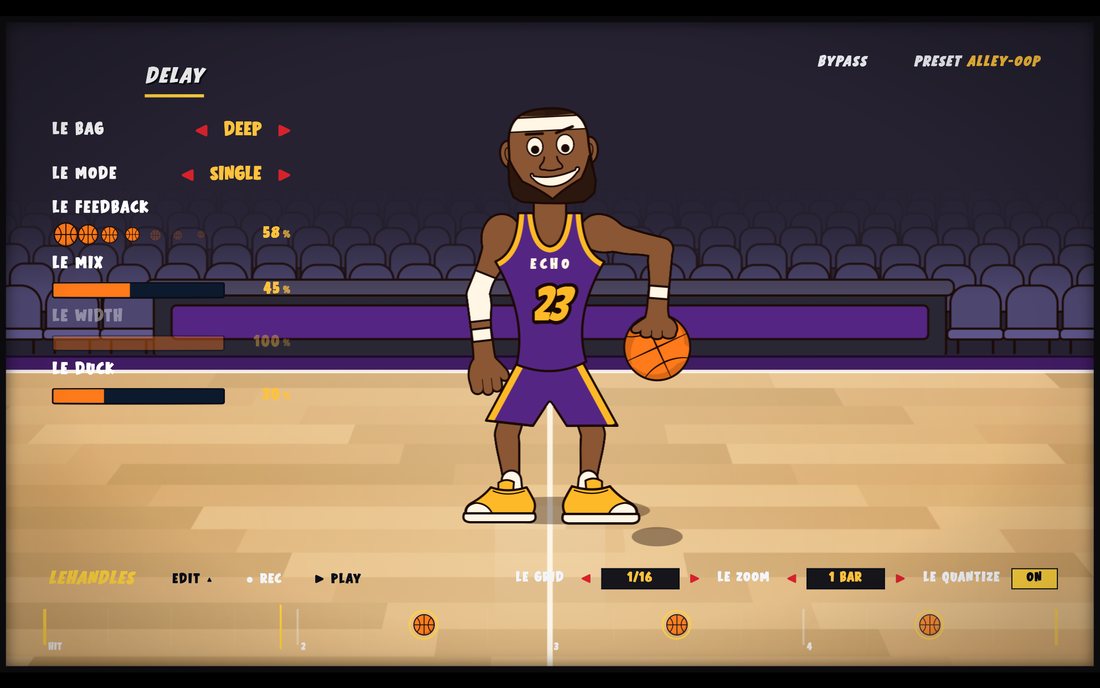 DELAY
BYPASS PRESET ALLEY-OOP
LE BAG ◀ DEEP ▶
LE MODE ◀ SINGLE ▶
LE FEEDBACK
58 %
LE MIX
45 %
LE WIDTH
100 %
LE DUCK
30 %
ECHO
23
LEHANDLES EDIT ▲ ● REC ▶ PLAY LE GRID ◀ 1/16 ▶ LE ZOOM ◀ 1 BAR ▶ LE QUANTIZE ON
HIT 2 3 4